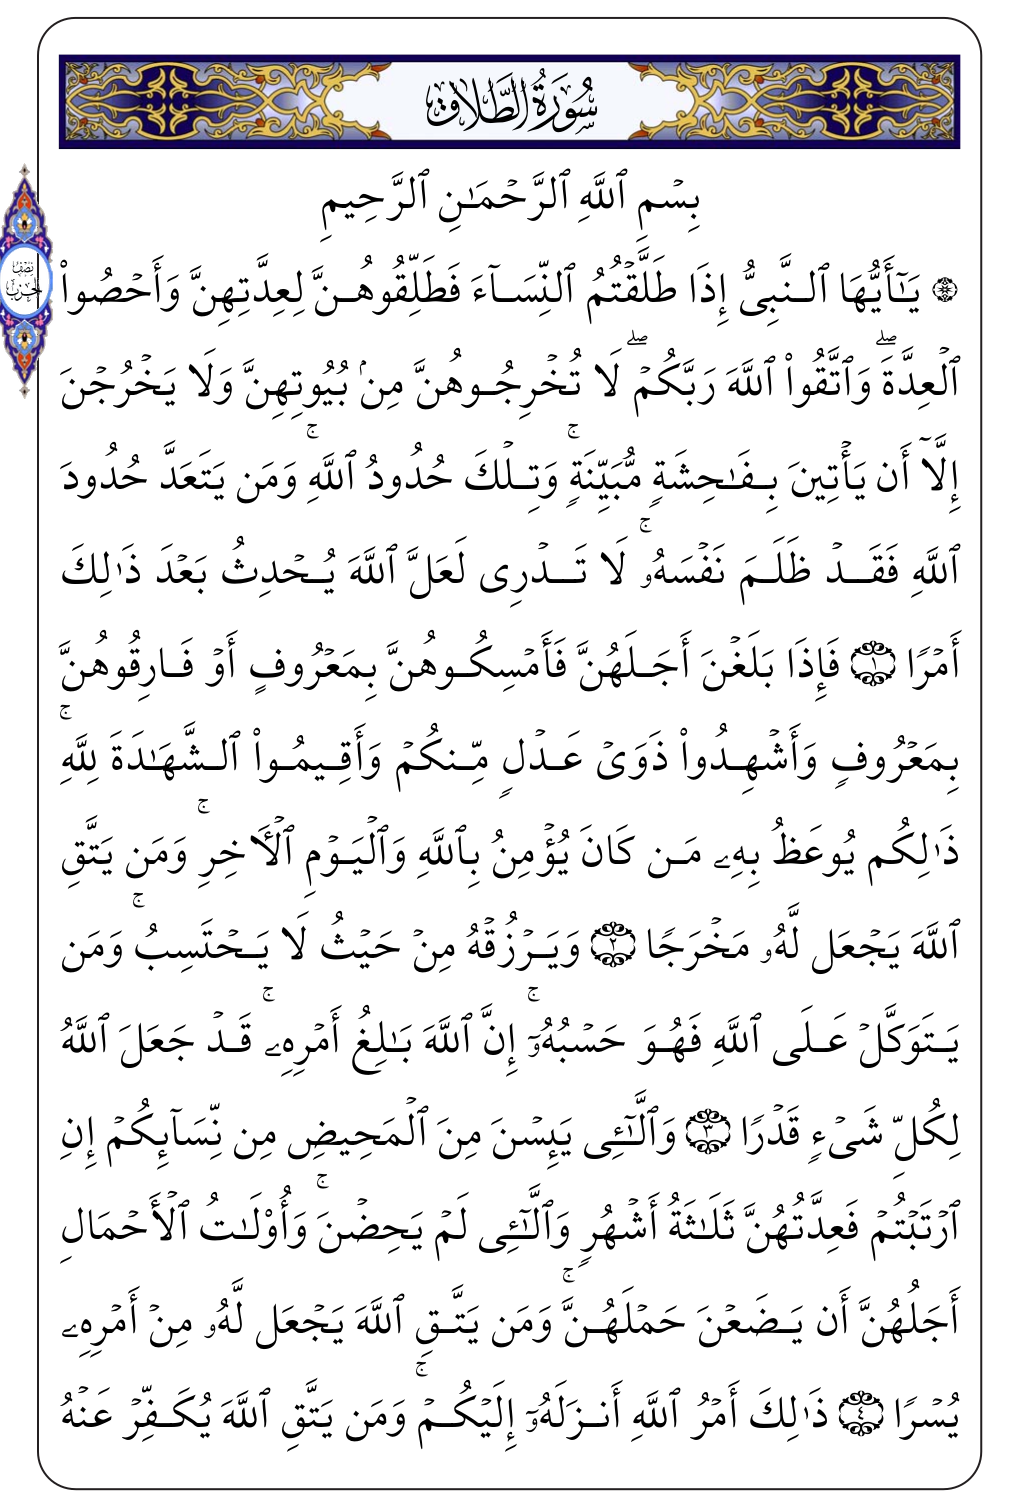 سُورَةُ الطَّلَاقِ
بِسۡمِ ٱللَّهِ ٱلرَّحۡمَٰنِ ٱلرَّحِيمِ
نصف الحزب
۞ يَـٰٓأَيُّهَا ٱلنَّبِىُّ إِذَا طَلَّقۡتُمُ ٱلنِّسَآءَ فَطَلِّقُوهُنَّ لِعِدَّتِهِنَّ وَأَحۡصُوا۟
ٱلۡعِدَّةَۖ وَٱتَّقُوا۟ ٱللَّهَ رَبَّكُمۡۖ لَا تُخۡرِجُوهُنَّ مِنۢ بُيُوتِهِنَّ وَلَا يَخۡرُجۡنَ
إِلَّآ أَن يَأۡتِينَ بِفَـٰحِشَةٍ مُّبَيِّنَةٍۚ وَتِلۡكَ حُدُودُ ٱللَّهِۚ وَمَن يَتَعَدَّ حُدُودَ
ٱللَّهِ فَقَدۡ ظَلَمَ نَفۡسَهُۥۚ لَا تَدۡرِى لَعَلَّ ٱللَّهَ يُحۡدِثُ بَعۡدَ ذَٰلِكَ
أَمۡرًا ١ فَإِذَا بَلَغۡنَ أَجَلَهُنَّ فَأَمۡسِكُوهُنَّ بِمَعۡرُوفٍ أَوۡ فَارِقُوهُنَّ
بِمَعۡرُوفٍ وَأَشۡهِدُوا۟ ذَوَىۡ عَدۡلٍ مِّنكُمۡ وَأَقِيمُوا۟ ٱلشَّهَـٰدَةَ لِلَّهِۚ
ذَٰلِكُم يُوعَظُ بِهِۦ مَن كَانَ يُؤۡمِنُ بِٱللَّهِ وَٱلۡيَوۡمِ ٱلۡـَٔاخِرِۚ وَمَن يَتَّقِ
ٱللَّهَ يَجۡعَل لَّهُۥ مَخۡرَجًا ٢ وَيَرۡزُقۡهُ مِنۡ حَيۡثُ لَا يَحۡتَسِبُۚ وَمَن
يَتَوَكَّلۡ عَلَى ٱللَّهِ فَهُوَ حَسۡبُهُۥٓۚ إِنَّ ٱللَّهَ بَـٰلِغُ أَمۡرِهِۦۚ قَدۡ جَعَلَ ٱللَّهُ
لِكُلِّ شَىۡءٍ قَدۡرًا ٣ وَٱلَّـٰٓـِٔى يَئِسۡنَ مِنَ ٱلۡمَحِيضِ مِن نِّسَآئِكُمۡ إِنِ
ٱرۡتَبۡتُمۡ فَعِدَّتُهُنَّ ثَلَـٰثَةُ أَشۡهُرٍ وَٱلَّـٰٓـِٔى لَمۡ يَحِضۡنَۚ وَأُو۟لَـٰتُ ٱلۡأَحۡمَالِ
أَجَلُهُنَّ أَن يَضَعۡنَ حَمۡلَهُنَّۚ وَمَن يَتَّقِ ٱللَّهَ يَجۡعَل لَّهُۥ مِنۡ أَمۡرِهِۦ
يُسۡرًا ٤ ذَٰلِكَ أَمۡرُ ٱللَّهِ أَنزَلَهُۥٓ إِلَيۡكُمۡۚ وَمَن يَتَّقِ ٱللَّهَ يُكَفِّرۡ عَنۡهُ